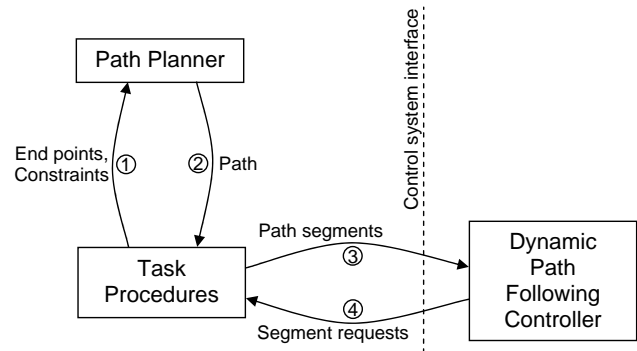 Path Planner
End points,
Constraints
①
②
Path
Control system interface
Path segments
③
Task
Procedures
④
Segment requests
Dynamic
Path
Following
Controller